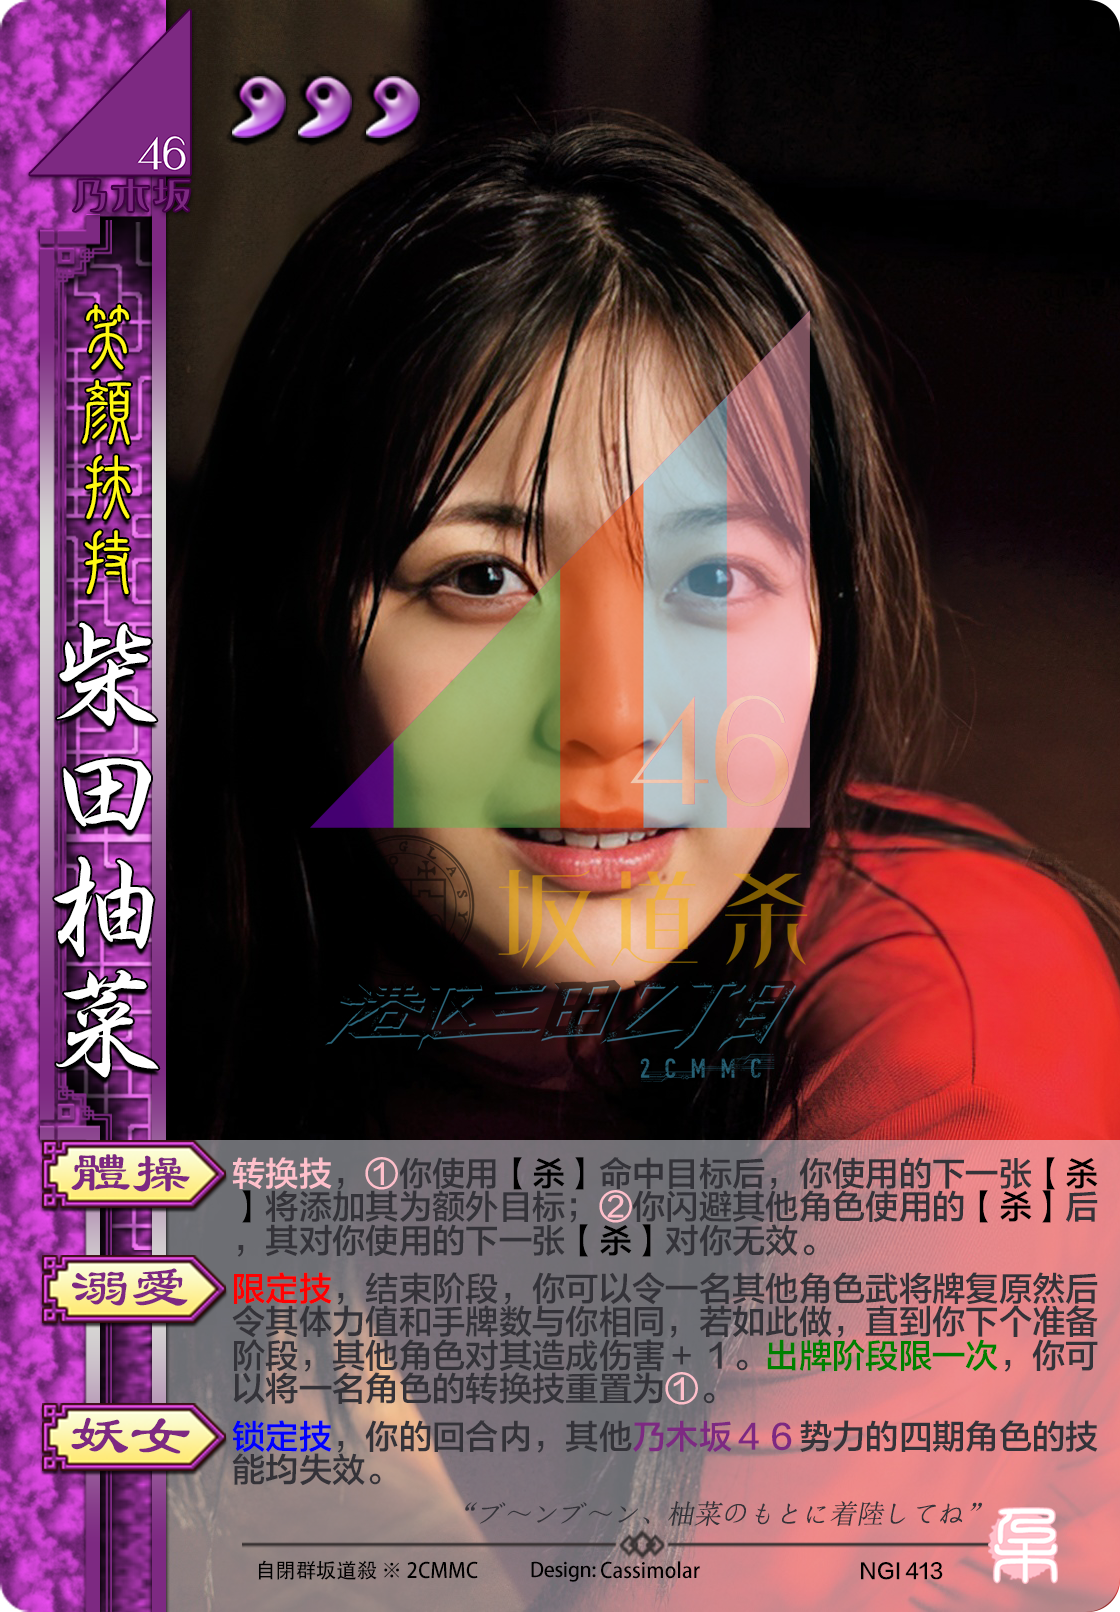 46
乃木坂
笑顔扶持
柴田柚菜
46
GLASY
坂道杀
港区三田乙丁目
2CMMC
體操
转换技，①你使用【杀】命中目标后，你使用的下一张【杀
】将添加其为额外目标；②你闪避其他角色使用的【杀】后
，其对你使用的下一张【杀】对你无效。
溺愛
限定技，结束阶段，你可以令一名其他角色武将牌复原然后
令其体力值和手牌数与你相同，若如此做，直到你下个准备
阶段，其他角色对其造成伤害＋１。出牌阶段限一次，你可
以将一名角色的转换技重置为①。
妖女
锁定技，你的回合内，其他乃木坂４６势力的四期角色的技
能均失效。
“ブ～ンブ～ン、柚菜のもとに着陸してね”
自閉群坂道殺 ※ 2CMMC
Design: Cassimolar
NGI 413